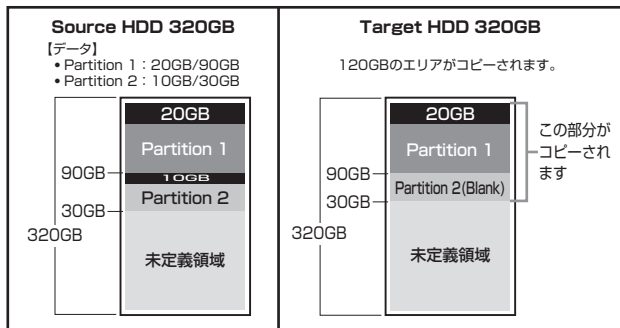 Source HDD 320GB
【データ】
• Partition 1：20GB/90GB
• Partition 2：10GB/30GB
20GB
Partition 1
90GB
10GB
Partition 2
30GB
320GB
未定義領域
Target HDD 320GB
120GBのエリアがコピーされます。
20GB
Partition 1
90GB
Partition 2(Blank)
30GB
320GB
未定義領域
この部分が
コピーされ
ます